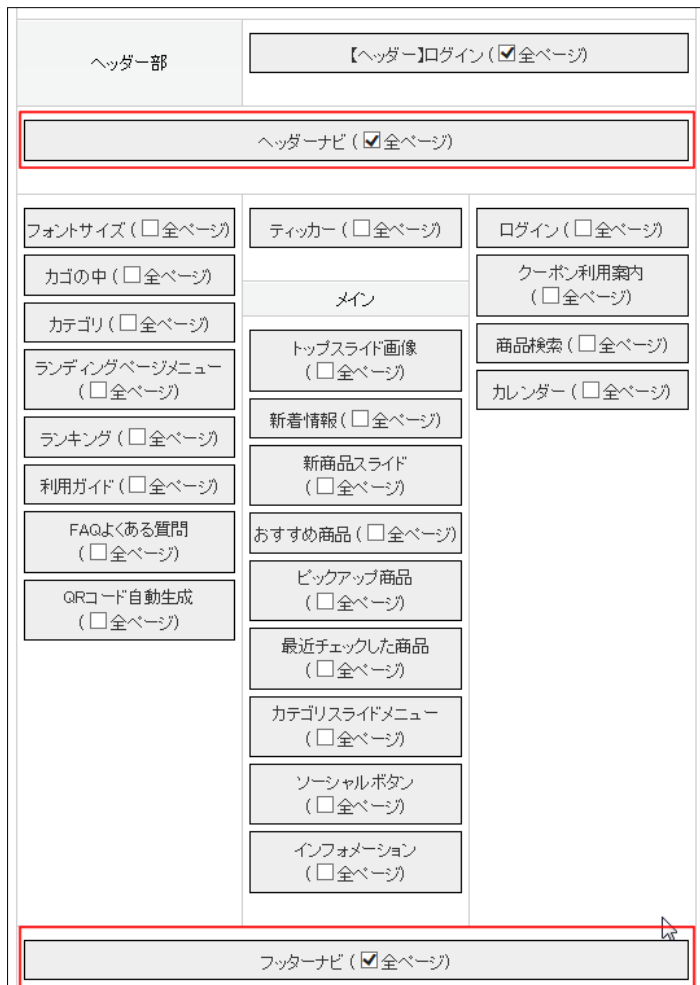 ヘッダー部
【ヘッダー】ログイン(☑全ページ)
ヘッダーナビ(☑全ページ)
フォントサイズ(□全ページ)
カゴの中(□全ページ)
カテゴリ(□全ページ)
ランディングページメニュー
(□全ページ)
ランキング(□全ページ)
利用ガイド(□全ページ)
FAQよくある質問
(□全ページ)
QRコード自動生成
(□全ページ)
ティッカー(□全ページ)
メイン
トップスライド画像
(□全ページ)
新着情報(□全ページ)
新商品スライド
(□全ページ)
おすすめ商品(□全ページ)
ピックアップ商品
(□全ページ)
最近チェックした商品
(□全ページ)
カテゴリスライドメニュー
(□全ページ)
ソーシャルボタン
(□全ページ)
インフォメーション
(□全ページ)
ログイン(□全ページ)
クーポン利用案内
(□全ページ)
商品検索(□全ページ)
カレンダー(□全ページ)
フッターナビ(☑全ページ)